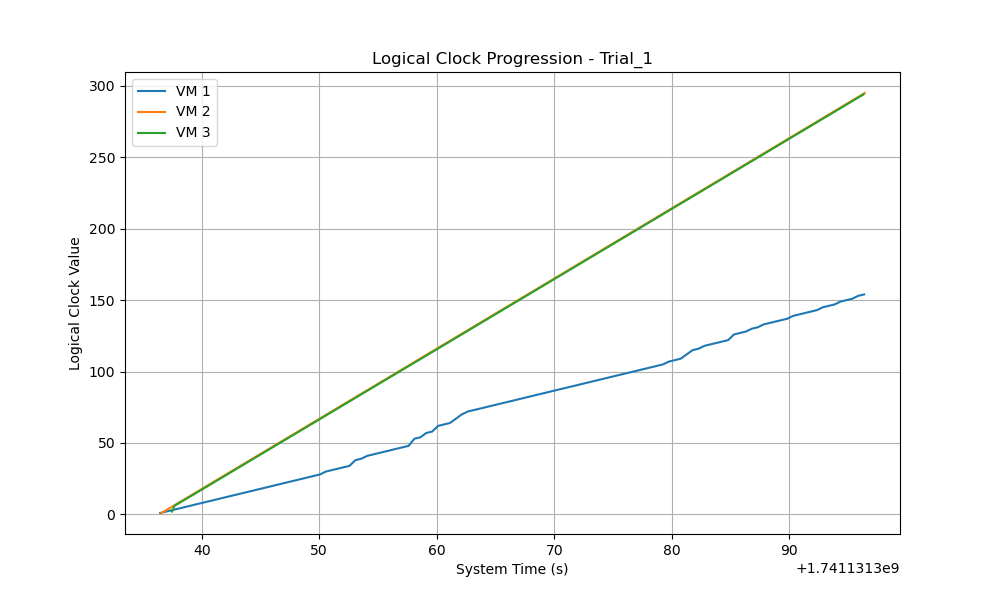 Logical Clock Progression - Trial_1
VM 1
VM 2
VM 3
Logical Clock Value
300
250
200
150
100
50
0
40
50
60
70
80
90
System Time (s)
+1.7411313e9